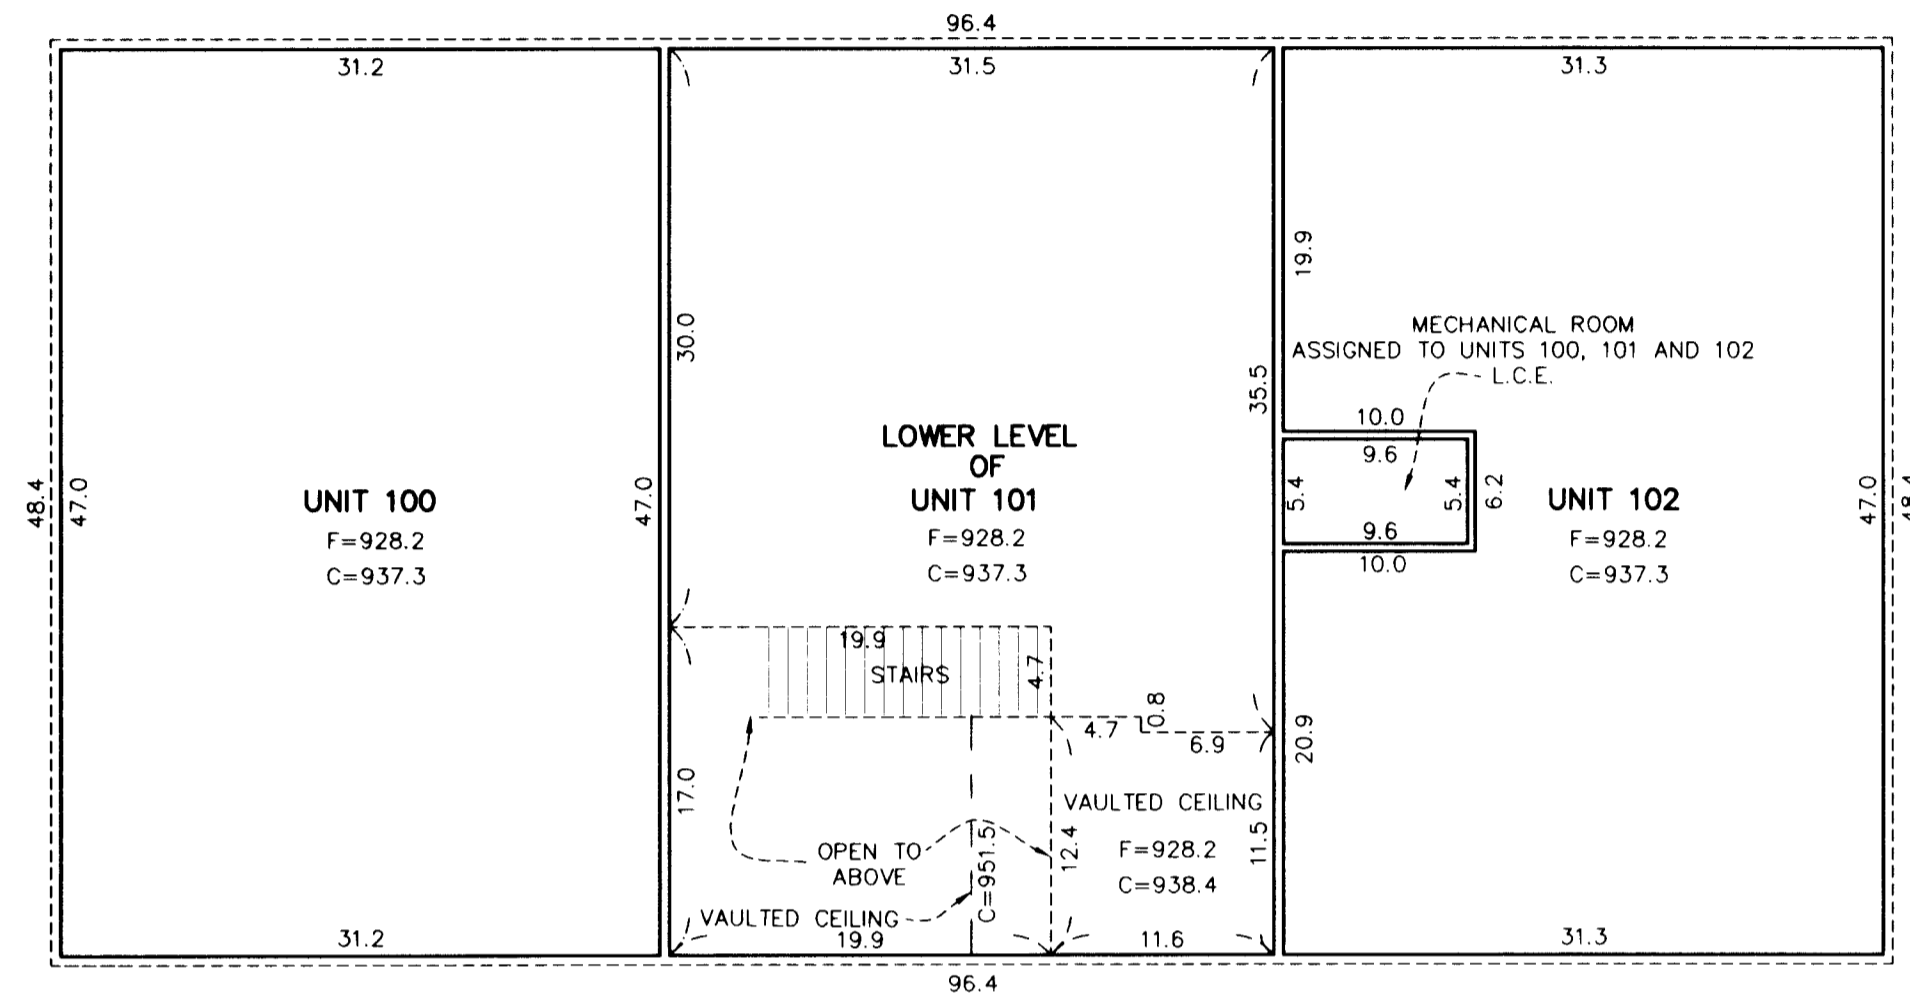 96.4
31.2
31.5
31.3
19.9
30.0
MECHANICAL ROOM
ASSIGNED TO UNITS 100, 101 AND 102
L.C.E.
35.5
10.0
9.6
5.4
5.4
6.2
9.6
10.0
48.4
47.0
UNIT 100
F=928.2
C=937.3
47.0
LOWER LEVEL
OF
UNIT 101
F=928.2
C=937.3
UNIT 102
F=928.2
C=937.3
47.0
48.4
19.9
STAIRS
4.7
4.7
0.8
6.9
20.9
17.0
VAULTED CEILING
F=928.2
C=938.4
12.4
11.5
OPEN TO
ABOVE
C=951.5
VAULTED CEILING
31.2
19.9
11.6
31.3
96.4